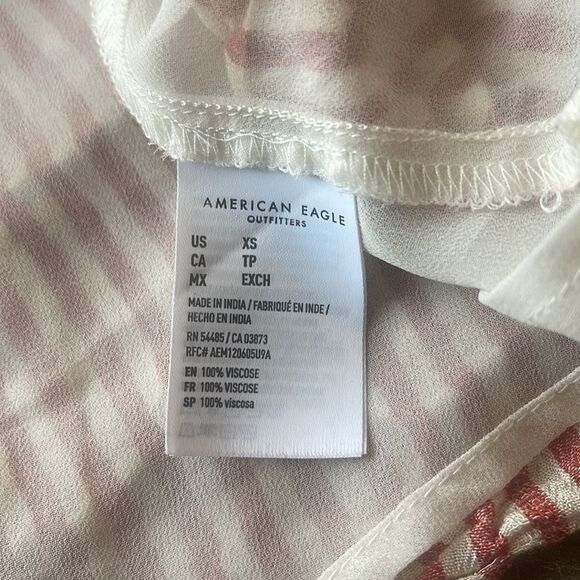 AMERICAN EAGLE
OUTFITTERS
US XS
CA TP
MX EXCH
MADE IN INDIA / FABRIQUÉ EN INDE /
HECHO EN INDIA
RN 54485 / CA 03873
RFC# AEM120605U9A
EN 100% VISCOSE
FR 100% VISCOSE
SP 100% viscosa